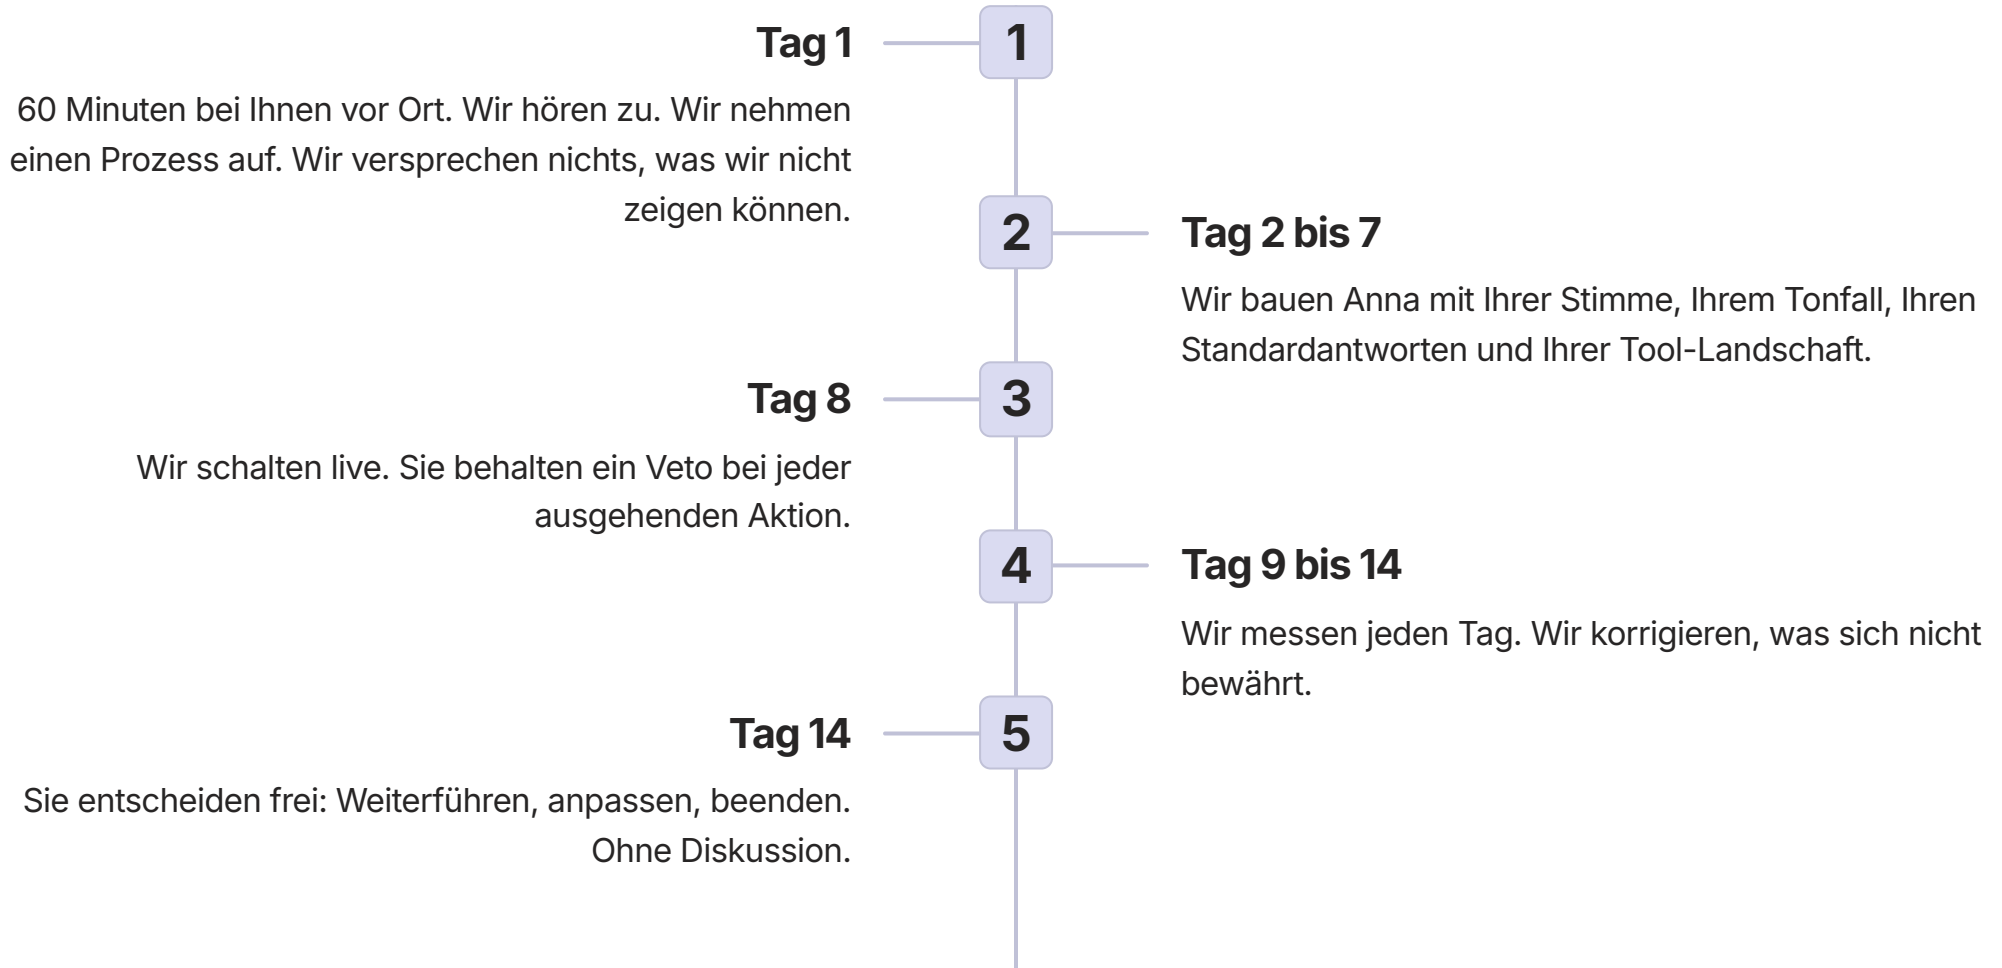 Tag 1
1
60 Minuten bei Ihnen vor Ort. Wir hören zu. Wir nehmen
einen Prozess auf. Wir versprechen nichts, was wir nicht
zeigen können.
2
Tag 2 bis 7
Wir bauen Anna mit Ihrer Stimme, Ihrem Tonfall, Ihren
Standardantworten und Ihrer Tool-Landschaft.
Tag 8
3
Wir schalten live. Sie behalten ein Veto bei jeder
ausgehenden Aktion.
4
Tag 9 bis 14
Wir messen jeden Tag. Wir korrigieren, was sich nicht
bewährt.
Tag 14
5
Sie entscheiden frei: Weiterführen, anpassen, beenden.
Ohne Diskussion.